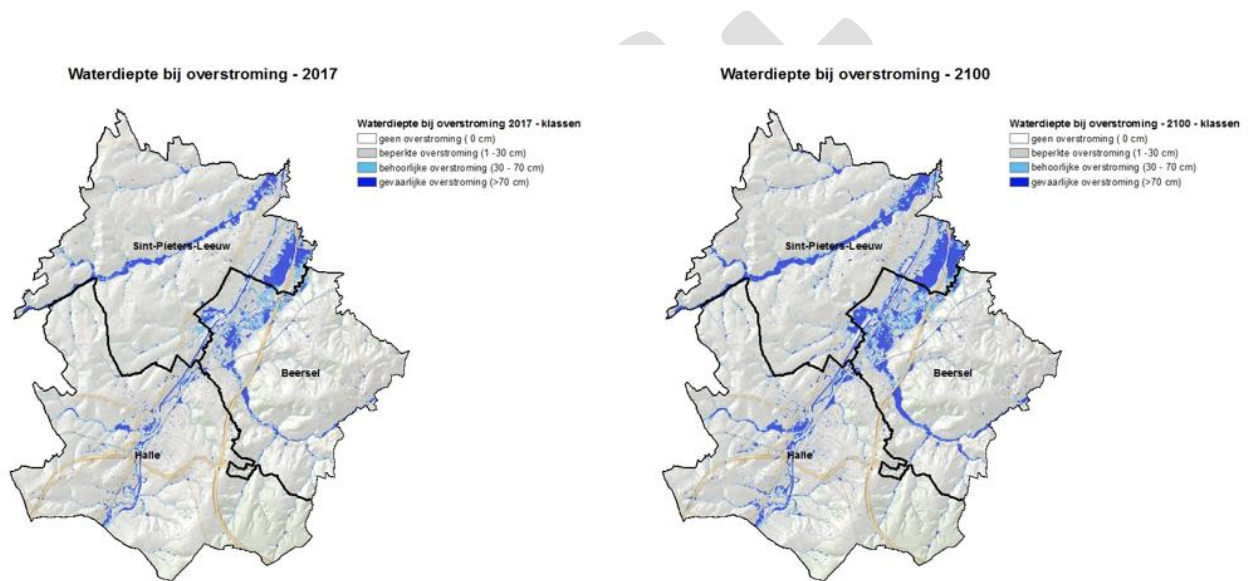 Waterdiepte bij overstroming - 2017
Waterdiepte bij overstroming 2017 - klassen
geen overstroming ( 0 cm)
beperkte overstroming (1 -30 cm)
behoorlijke overstroming (30 - 70 cm)
gevaarlijke overstroming (>70 cm)
Sint-Pieters-Leeuw
Beersel
Halle
Waterdiepte bij overstroming - 2100
Waterdiepte bij overstroming - 2100 - klassen
geen overstroming ( 0 cm)
beperkte overstroming (1 -30 cm)
behoorlijke overstroming (30 - 70 cm)
gevaarlijke overstroming (>70 cm)
Sint-Pieters-Leeuw
Beersel
Halle